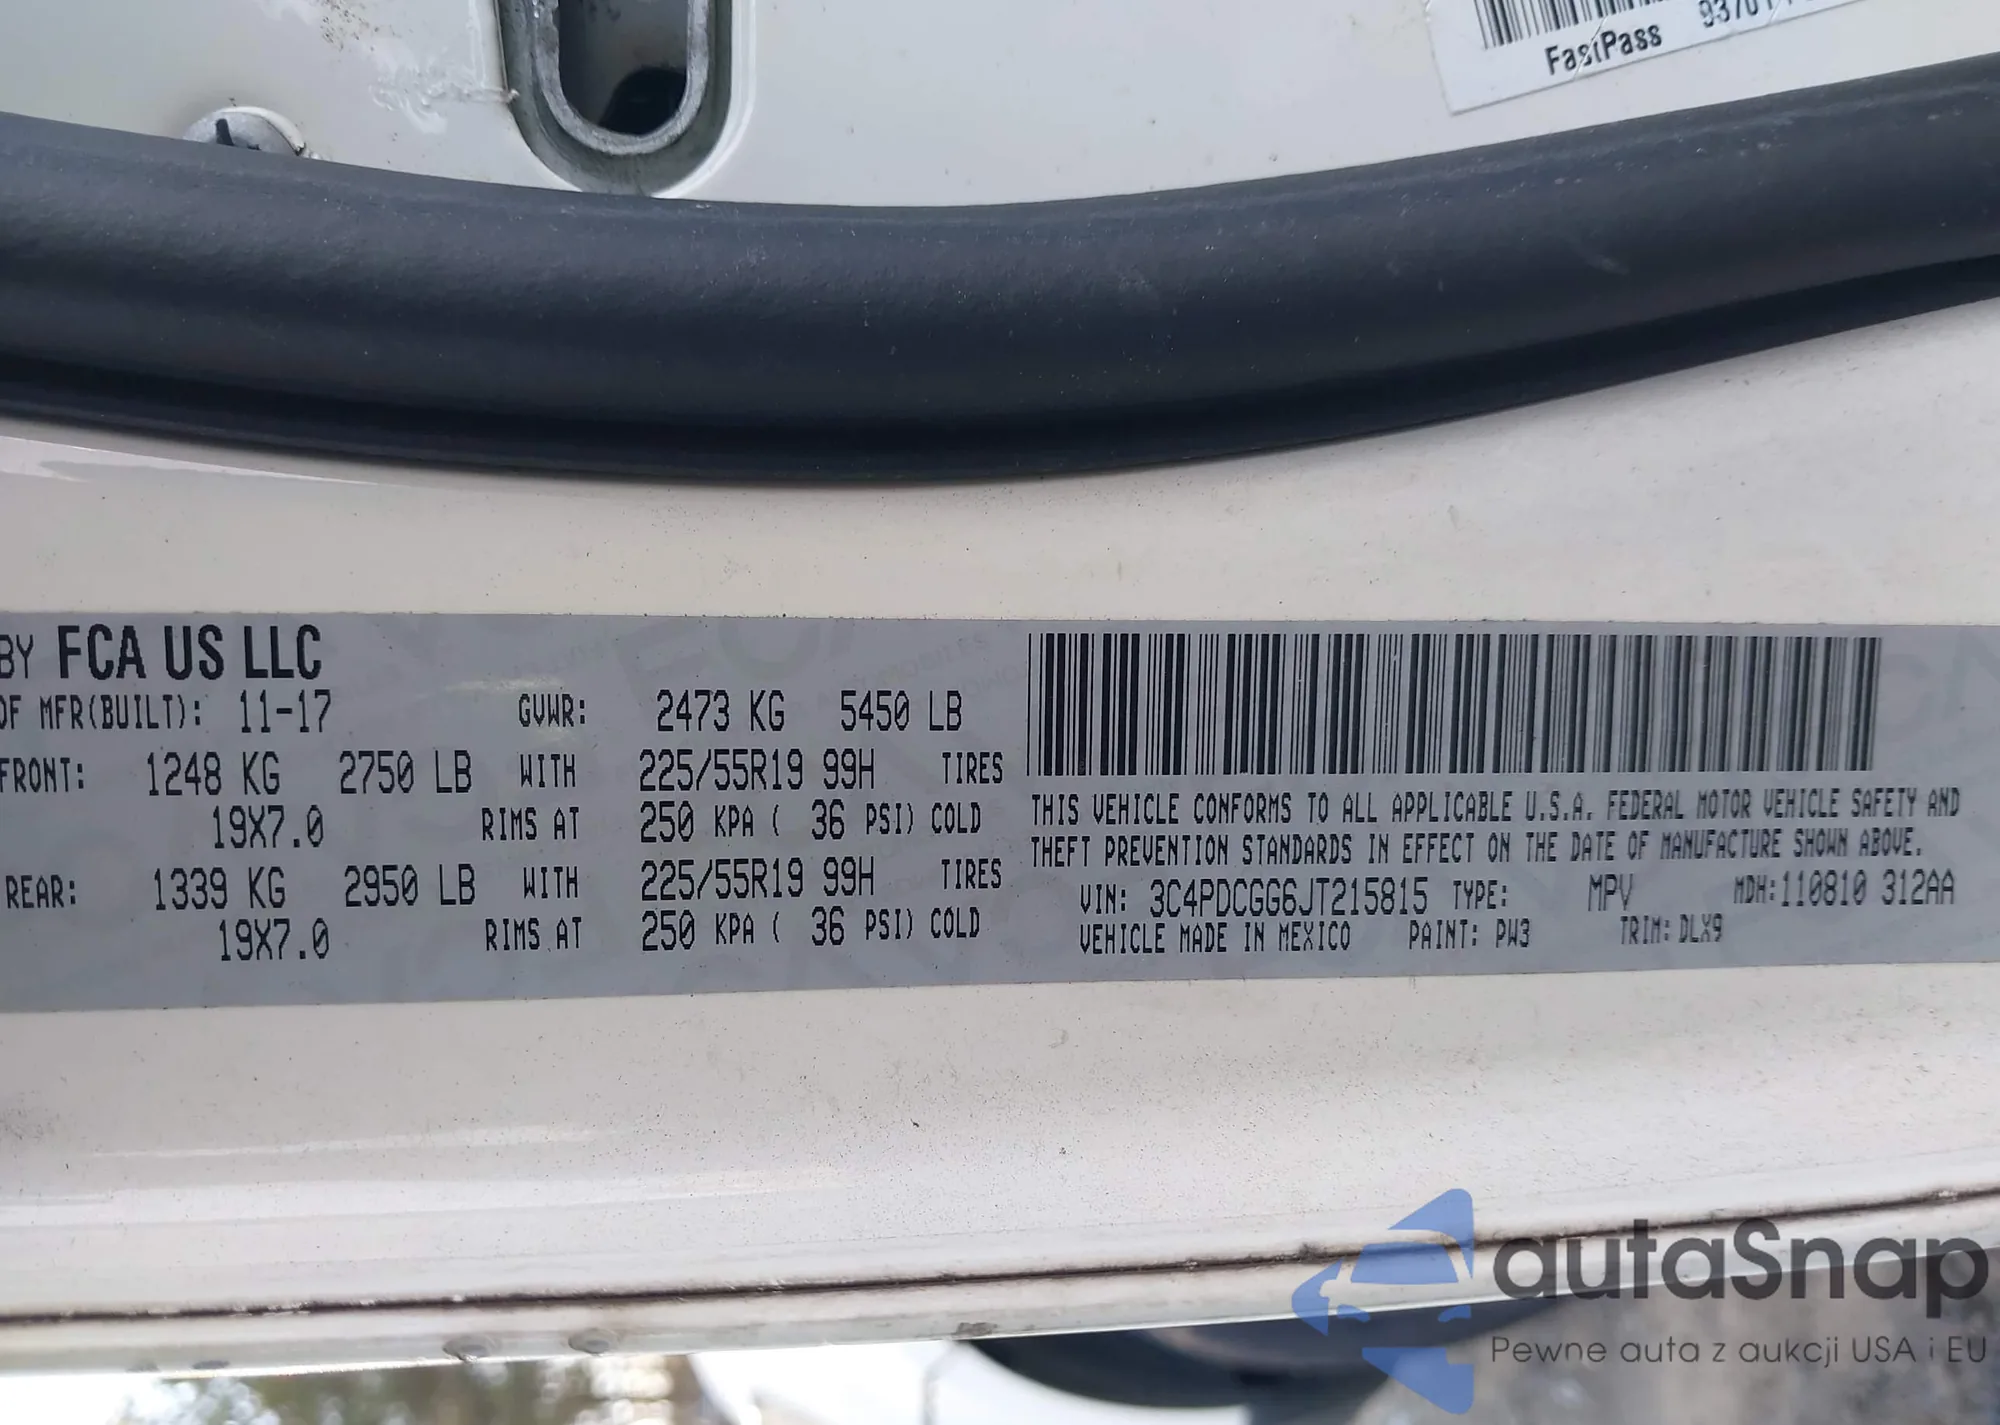 FastPass
BY FCA US LLC
OF MFR(BUILT): 11-17 GVWR: 2473 KG 5450 LB
FRONT: 1248 KG 2750 LB WITH 225/55R19 99H TIRES
19X7.0 RIMS AT 250 KPA ( 36 PSI) COLD
REAR: 1339 KG 2950 LB WITH 225/55R19 99H TIRES
19X7.0 RIMS AT 250 KPA ( 36 PSI) COLD
THIS VEHICLE CONFORMS TO ALL APPLICABLE U.S.A. FEDERAL MOTOR VEHICLE SAFETY AND
THEFT PREVENTION STANDARDS IN EFFECT ON THE DATE OF MANUFACTURE SHOWN ABOVE.
VIN: 3C4PDCGG6JT215815 TYPE: MPV MDH:110810 312AA
VEHICLE MADE IN MEXICO PAINT: PW3 TRIM: DLX9
autaSnap
Pewne auta z aukcji USA i EU